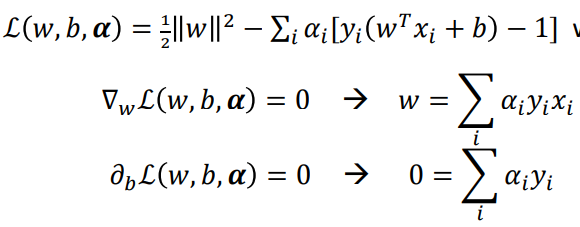 ℒ(w, b, 𝜶) = ½||w||² − ∑ᵢ αᵢ[yᵢ(wᵀxᵢ + b) − 1]
∇_w ℒ(w, b, 𝜶) = 0 → w = ∑ᵢ αᵢyᵢxᵢ
∂_b ℒ(w, b, 𝜶) = 0 → 0 = ∑ᵢ αᵢyᵢ